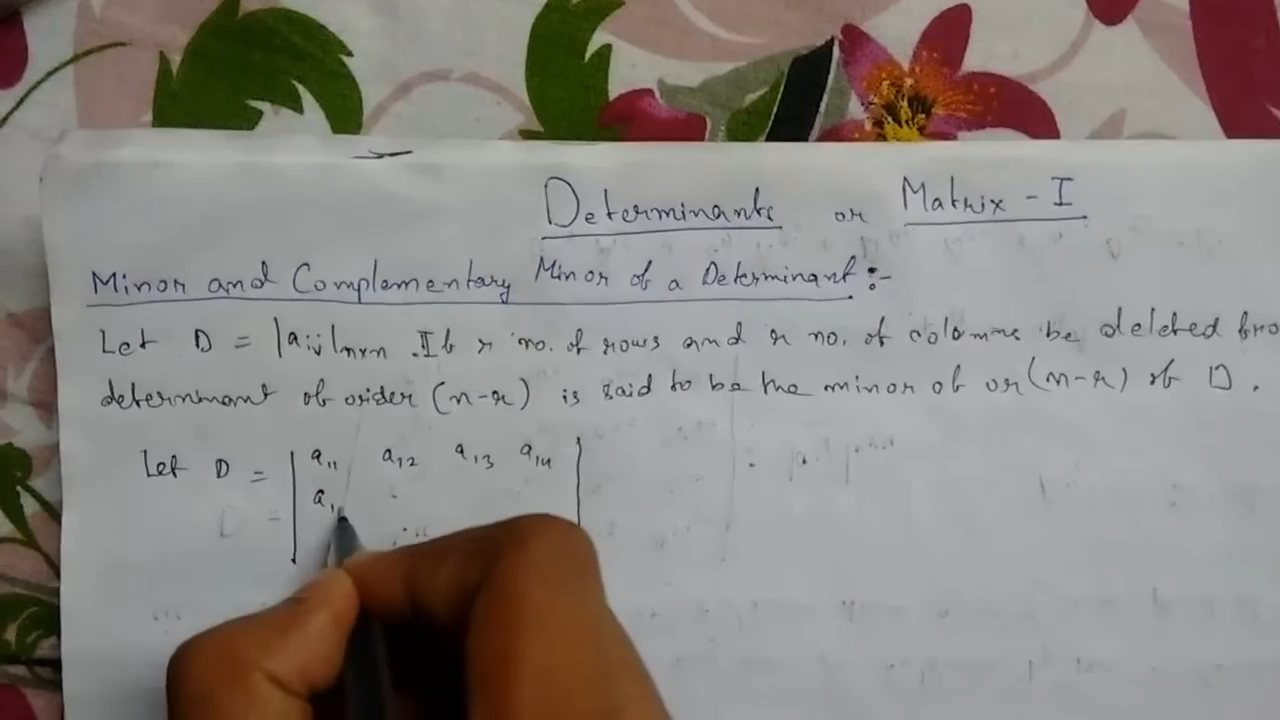 Determinants or Matrix - I
Minor and Complementary Minor of a Determinant :-
Let D = |aij|nxn . If r no. of rows and r no. of columns be deleted fro
determinant of order (n-r) is said to be the minor of or (n-r) of D.
Let D = | a11 a12 a13 a14 |
a1